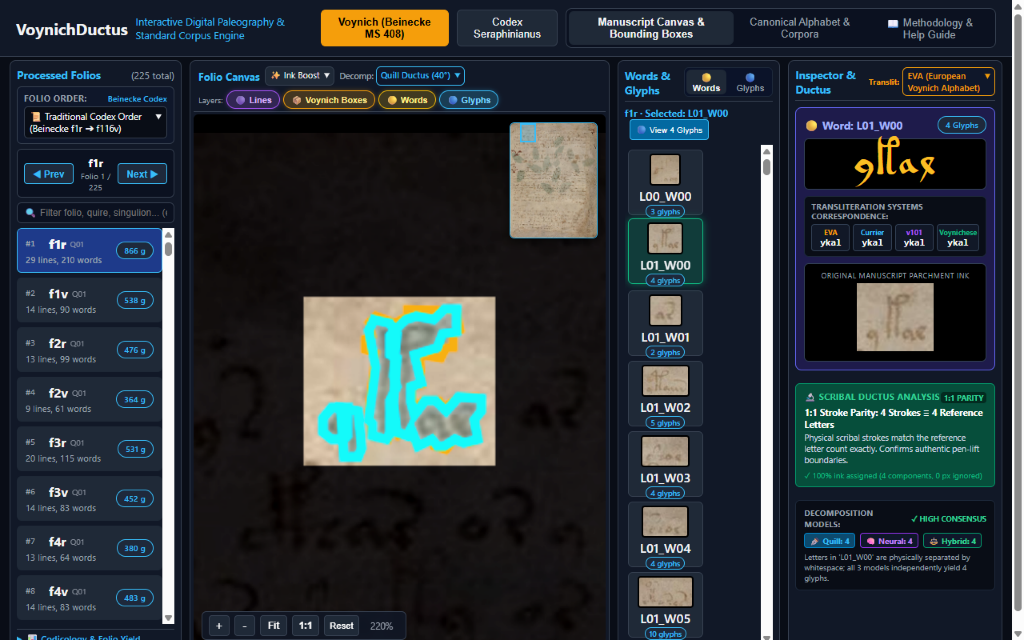 VoynichDuctus
Interactive Digital Paleography &
Standard Corpus Engine
Voynich (Beinecke
MS 408)
Codex
Seraphinianus
Manuscript Canvas &
Bounding Boxes
Canonical Alphabet &
Corpora
📖 Methodology &
Help Guide
Processed Folios (225 total)
FOLIO ORDER: Beinecke Codex
📜 Traditional Codex Order
(Beinecke f1r ➔ f116v)
◀ Prev
f1r
Folio 1 /
225
Next ▶
🔍 Filter folio, quire, singulion...
#1 f1r Q01
29 lines, 210 words
866 g
#2 f1v Q01
14 lines, 90 words
538 g
#3 f2r Q01
13 lines, 99 words
476 g
#4 f2v Q01
9 lines, 61 words
364 g
#5 f3r Q01
20 lines, 115 words
531 g
#6 f3v Q01
14 lines, 83 words
452 g
#7 f4r Q01
13 lines, 64 words
380 g
#8 f4v Q01
14 lines, 83 words
483 g
Codicology & Folio Yield
Folio Canvas
✨ Ink Boost ▼
Decomp:
Quill Ductus (40°) ▼
Layers:
Lines
Voynich Boxes
Words
Glyphs
+
-
Fit
1:1
Reset
220%
Words &
Glyphs
Words
Glyphs
f1r · Selected: L01_W00
View 4 Glyphs
L00_W00
3 glyphs
L01_W00
4 glyphs
L01_W01
2 glyphs
L01_W02
5 glyphs
L01_W03
4 glyphs
L01_W04
4 glyphs
L01_W05
10 glyphs
Inspector &
Ductus
Translit:
EVA (European
Voynich Alphabet)
Word: L01_W00
4 Glyphs
TRANSLITERATION SYSTEMS
CORRESPONDENCE:
EVA
ykal
Currier
ykal
v101
ykal
Voynichese
ykal
ORIGINAL MANUSCRIPT PARCHMENT INK
🔬 SCRIBAL DUCTUS ANALYSIS 1:1 PARITY
1:1 Stroke Parity: 4 Strokes ≡ 4 Reference
Letters
Physical scribal strokes match the reference
letter count exactly. Confirms authentic pen-lift
boundaries.
✓ 100% ink assigned (4 components, 0 px ignored)
DECOMPOSITION
MODELS:
✓ HIGH CONSENSUS
Quill: 4
Neural: 4
Hybrid: 4
Letters in 'L01_W00' are physically separated by
whitespace; all 3 models independently yield 4
glyphs.